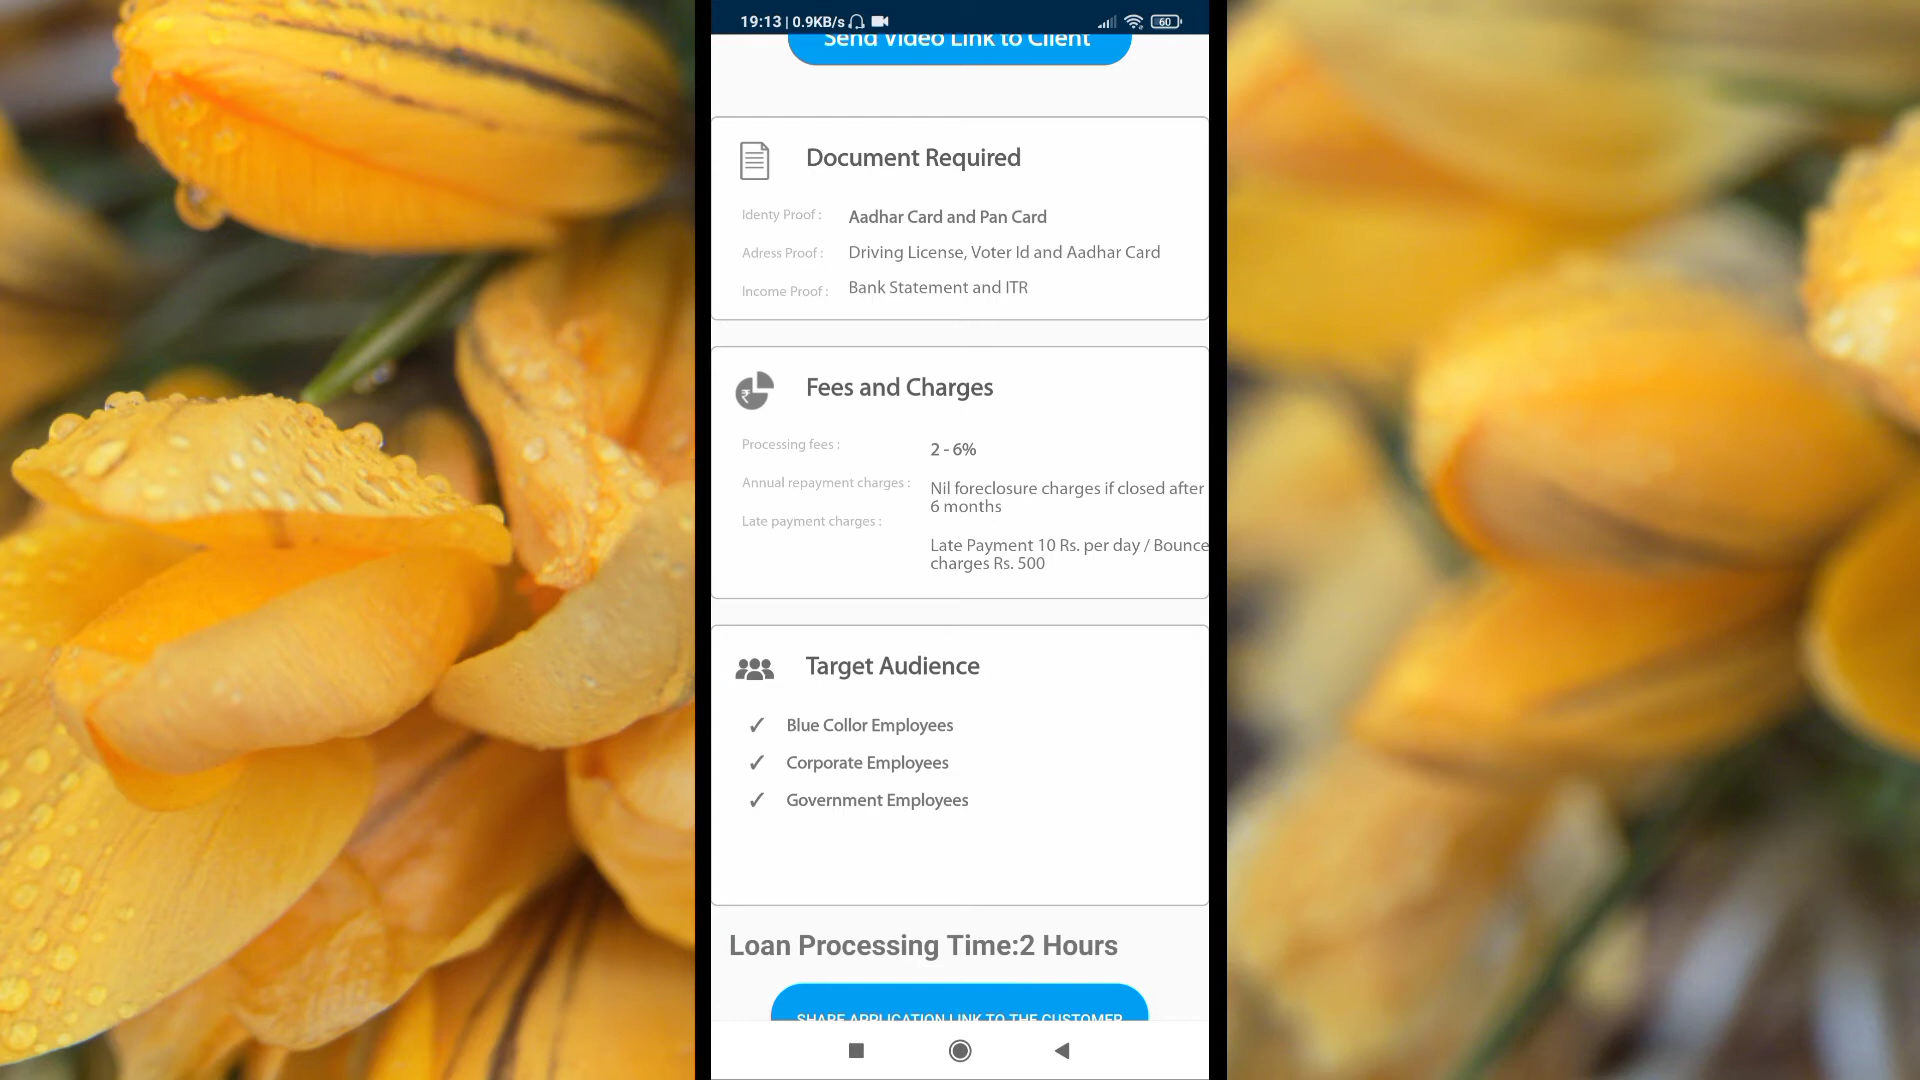 19:13 | 0.9KB/s
60
Send Video Link to Client
Document Required
Identy Proof :
Aadhar Card and Pan Card
Adress Proof :
Driving License, Voter Id and Aadhar Card
Income Proof :
Bank Statement and ITR
₹
Fees and Charges
Processing fees :
2 - 6%
Annual repayment charges :
Nil foreclosure charges if closed after
6 months
Late payment charges :
Late Payment 10 Rs. per day / Bounce
charges Rs. 500
Target Audience
✓ Blue Collor Employees
✓ Corporate Employees
✓ Government Employees
Loan Processing Time:2 Hours
SHARE APPLICATION LINK TO THE CUSTOMER